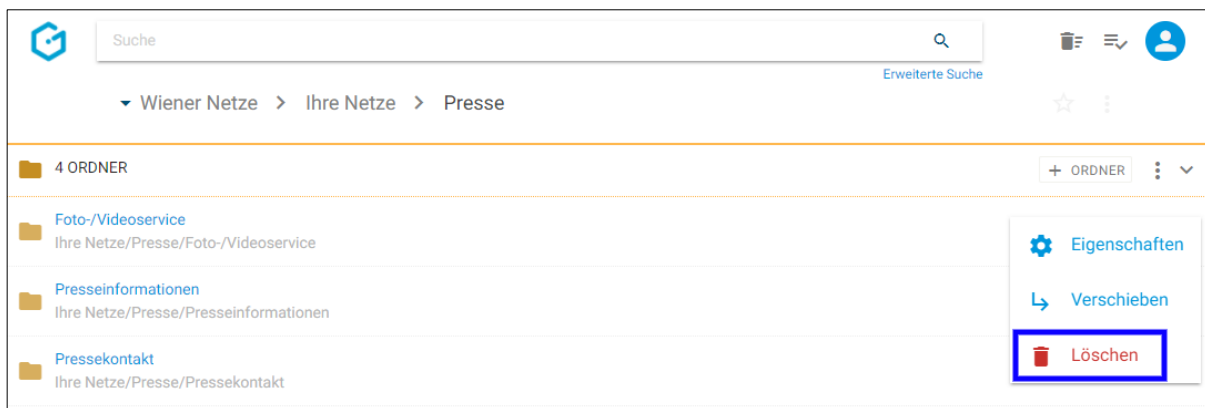 Suche
Erweiterte Suche
Wiener Netze > Ihre Netze > Presse
4 ORDNER
+ ORDNER
Foto-/Videoservice
Ihre Netze/Presse/Foto-/Videoservice
Eigenschaften
Presseinformationen
Ihre Netze/Presse/Presseinformationen
Verschieben
Pressekontakt
Ihre Netze/Presse/Pressekontakt
Löschen